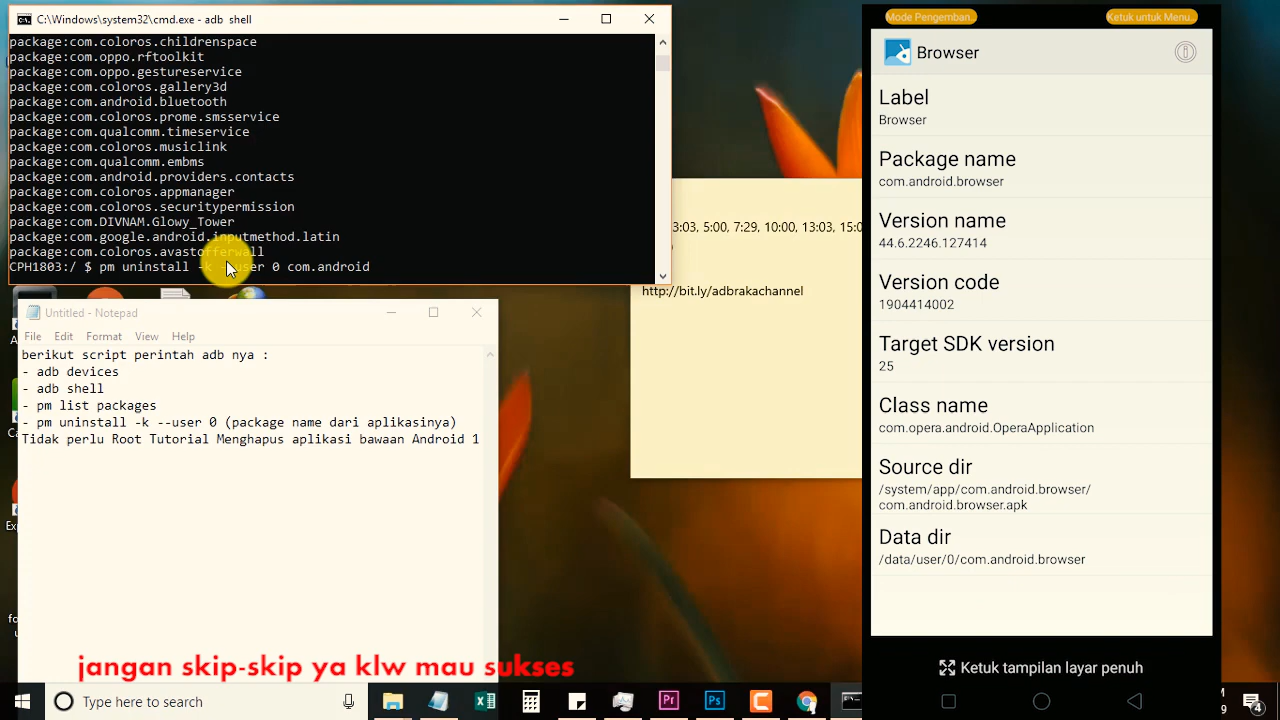 C:\Windows\system32\cmd.exe - adb shell
package:com.coloros.childrenspace
package:com.oppo.rftoolkit
package:com.oppo.gestureservice
package:com.coloros.gallery3d
package:com.android.bluetooth
package:com.coloros.prome.smsservice
package:com.qualcomm.timeservice
package:com.coloros.musiclink
package:com.qualcomm.embms
package:com.android.providers.contacts
package:com.coloros.appmanager
package:com.coloros.securitypermission
package:com.DIVNAM.Glowy_Tower
package:com.google.android.inputmethod.latin
package:com.coloros.avastofferwall
CPH1803:/ $ pm uninstall -k --user 0 com.android
3:03, 5:00, 7:29, 10:00, 13:03, 15:0
http://bit.ly/adbrakachannel
Untitled - Notepad
File Edit Format View Help
berikut script perintah adb nya :
- adb devices
- adb shell
- pm list packages
- pm uninstall -k --user 0 (package name dari aplikasinya)
Tidak perlu Root Tutorial Menghapus aplikasi bawaan Android 1
jangan skip-skip ya klw mau sukses
Type here to search
Mode Pengemban...
Ketuk untuk Menu...
Browser
Label
Browser
Package name
com.android.browser
Version name
44.6.2246.127414
Version code
1904414002
Target SDK version
25
Class name
com.opera.android.OperaApplication
Source dir
/system/app/com.android.browser/
com.android.browser.apk
Data dir
/data/user/0/com.android.browser
Ketuk tampilan layar penuh